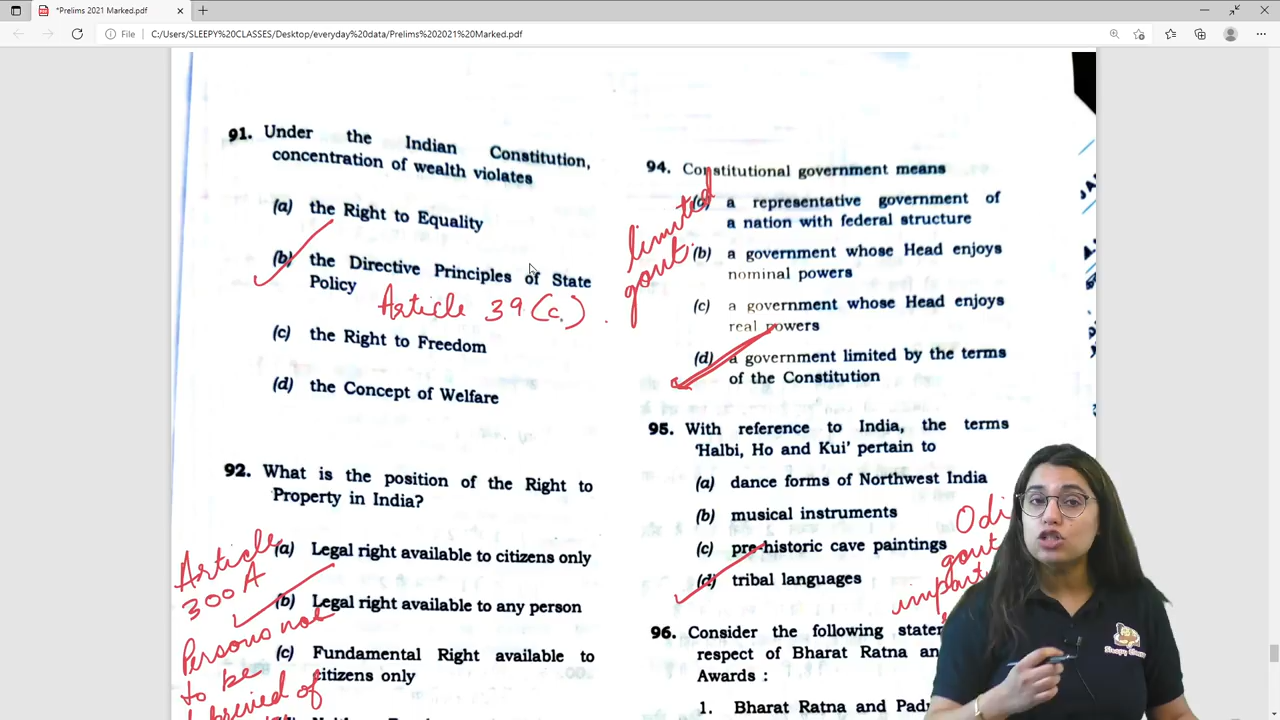 *Prelims 2021 Marked.pdf
File
C:/Users/SLEEPY%20CLASSES/Desktop/everyday%20data/Prelims%202021%20Marked.pdf
91. Under the Indian Constitution,
concentration of wealth violates
(a) the Right to Equality
(b) the Directive Principles of State
Policy
Article 39 (c)
(c) the Right to Freedom
(d) the Concept of Welfare
92. What is the position of the Right to
Property in India?
(a) Legal right available to citizens only
(b) Legal right available to any person
(c) Fundamental Right available to
citizens only
Article
300A
Persons not
to be
of
94. Constitutional government means
limited
govt.
(a) a representative government of
a nation with federal structure
(b) a government whose Head enjoys
nominal powers
(c) a government whose Head enjoys
real powers
(d) a government limited by the terms
of the Constitution
95. With reference to India, the terms
'Halbi, Ho and Kui' pertain to
(a) dance forms of Northwest India
(b) musical instruments
(c) pre-historic cave paintings
(d) tribal languages
Odi
govt
96. Consider the following
respect of Bharat Ratna
Awards :
1. Bharat Ratna and
Sleepy Classes